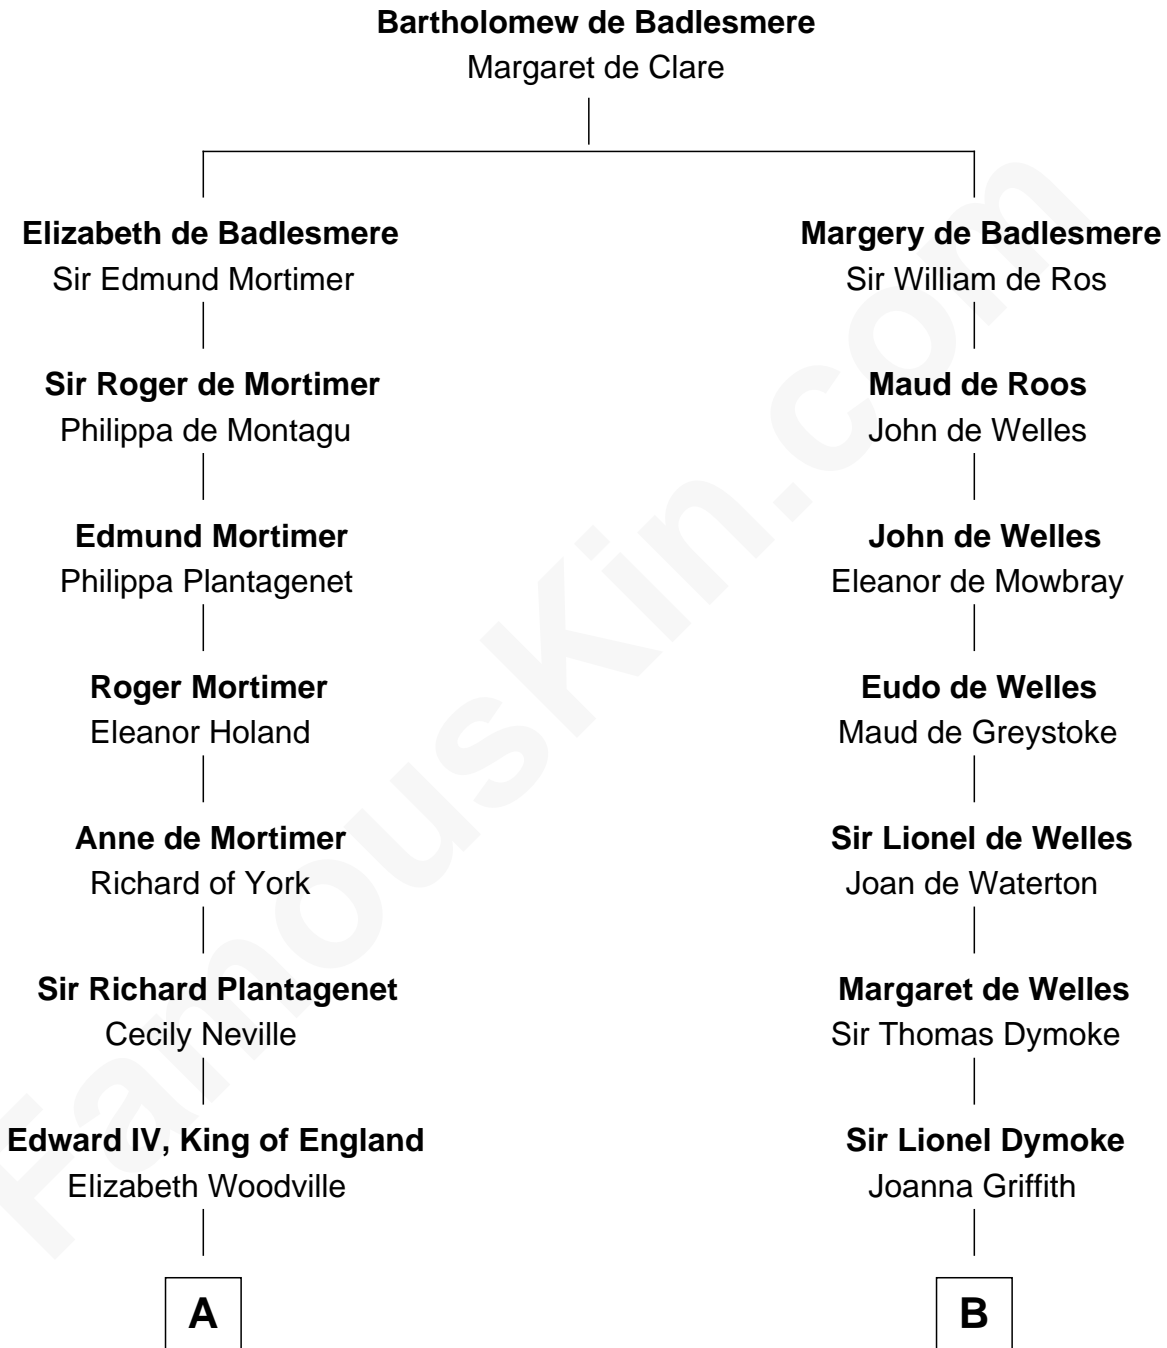 Bartholomew de Badlesmere
Margaret de Clare
Elizabeth de Badlesmere
Sir Edmund Mortimer
Margery de Badlesmere
Sir William de Ros
Sir Roger de Mortimer
Philippa de Montagu
Maud de Roos
John de Welles
Edmund Mortimer
Philippa Plantagenet
John de Welles
Eleanor de Mowbray
Roger Mortimer
Eleanor Holand
Eudo de Welles
Maud de Greystoke
Anne de Mortimer
Richard of York
Sir Lionel de Welles
Joan de Waterton
Sir Richard Plantagenet
Cecily Neville
Margaret de Welles
Sir Thomas Dymoke
Edward IV, King of England
Elizabeth Woodville
Sir Lionel Dymoke
Joanna Griffith
A
B
FamousKin.com